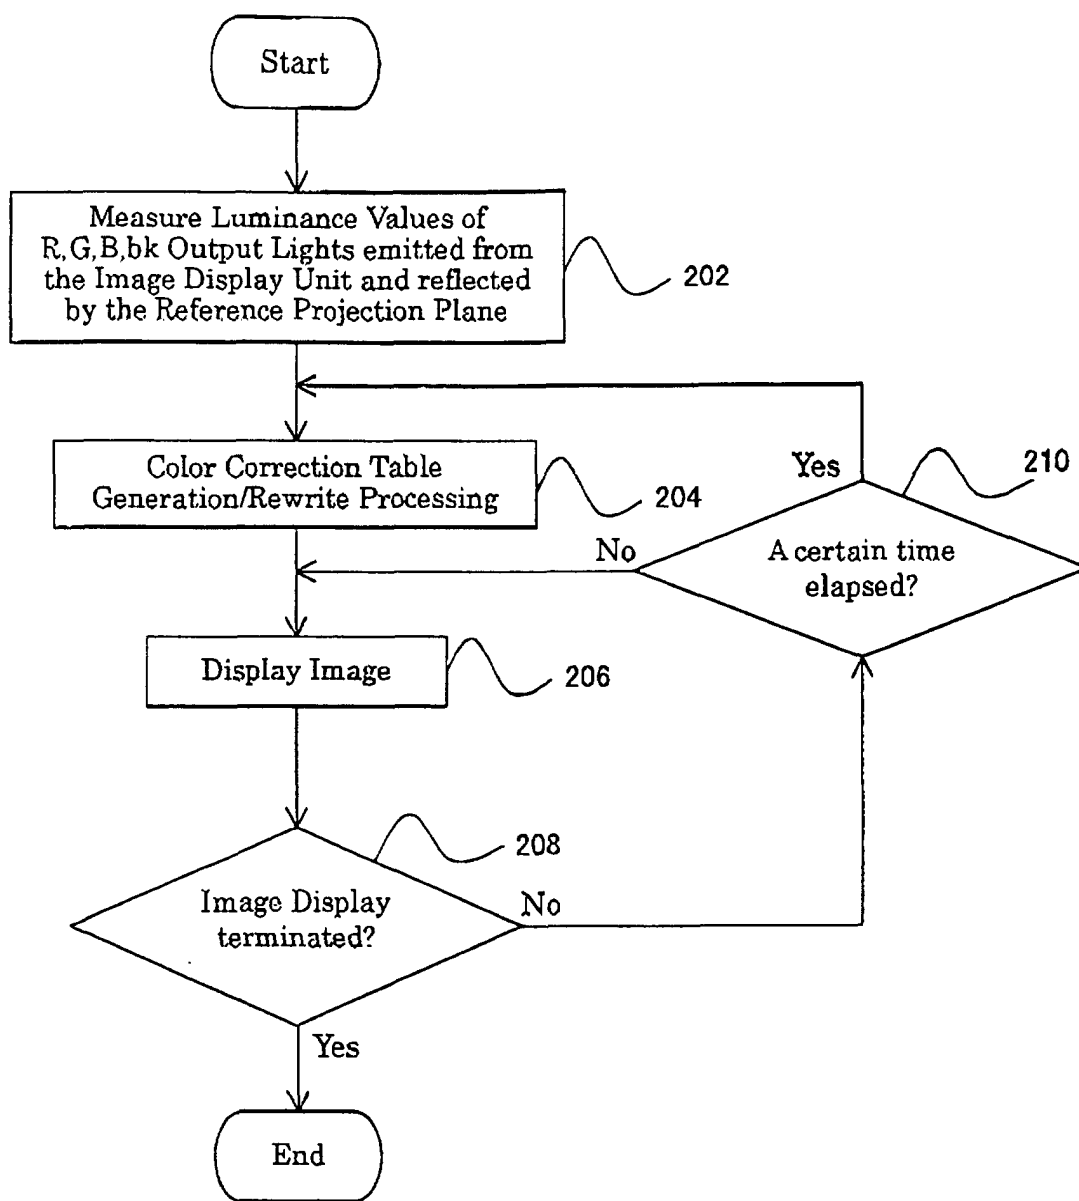 Start
Measure Luminance Values of
R,G,B,bk Output Lights emitted from
the Image Display Unit and reflected
by the Reference Projection Plane
202
Color Correction Table
Generation/Rewrite Processing
204
Yes
210
No
A certain time
elapsed?
Display Image
206
208
Image Display
terminated?
No
Yes
End